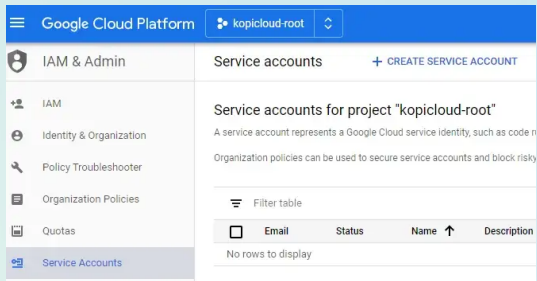 Google Cloud Platform
kopicloud-root
IAM & Admin
Service accounts
+ CREATE SERVICE ACCOUNT
IAM
Identity & Organization
Policy Troubleshooter
Organization Policies
Quotas
Service Accounts
Service accounts for project "kopicloud-root"
A service account represents a Google Cloud service identity, such as code
Organization policies can be used to secure service accounts and block risky
Filter table
Email Status Name Description
No rows to display